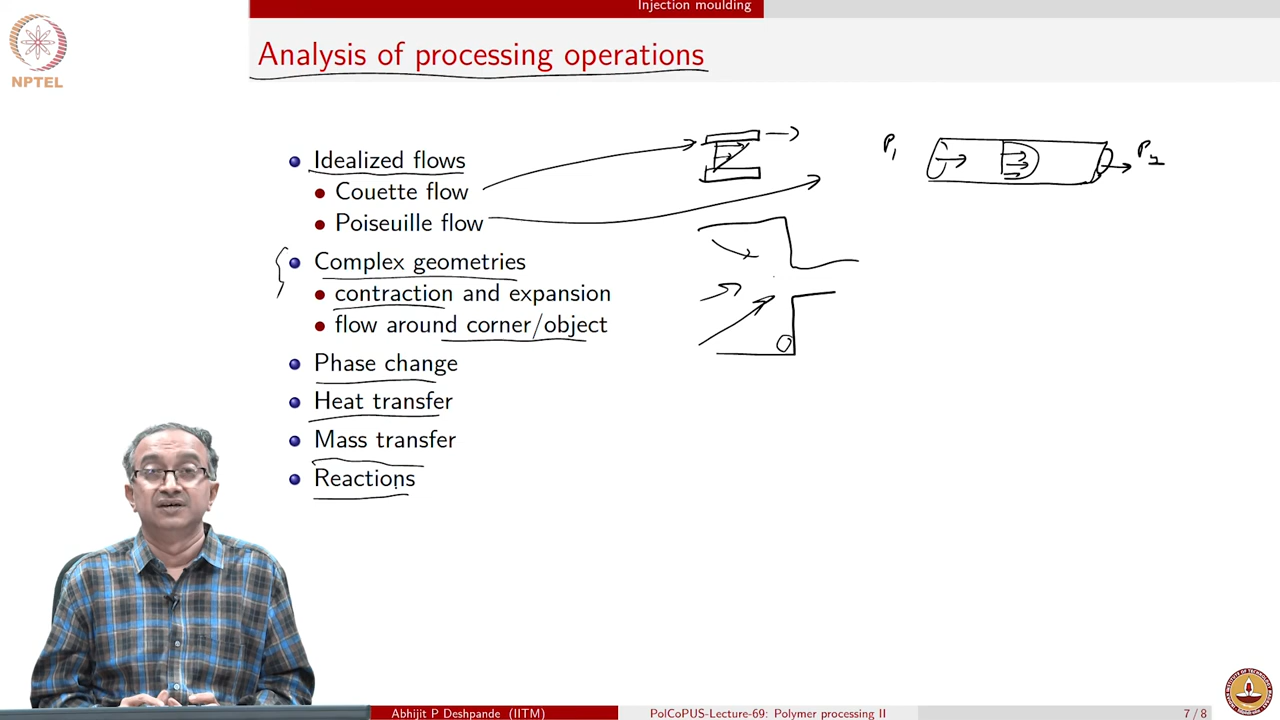 Injection moulding
NPTEL
Analysis of processing operations
Idealized flows
Couette flow
Poiseuille flow
P1
P2
Complex geometries
contraction and expansion
flow around corner/object
Phase change
Heat transfer
Mass transfer
Reactions
Abhijit P Deshpande (IITM)
PolCoPUS-Lecture-69: Polymer processing II
7 / 8